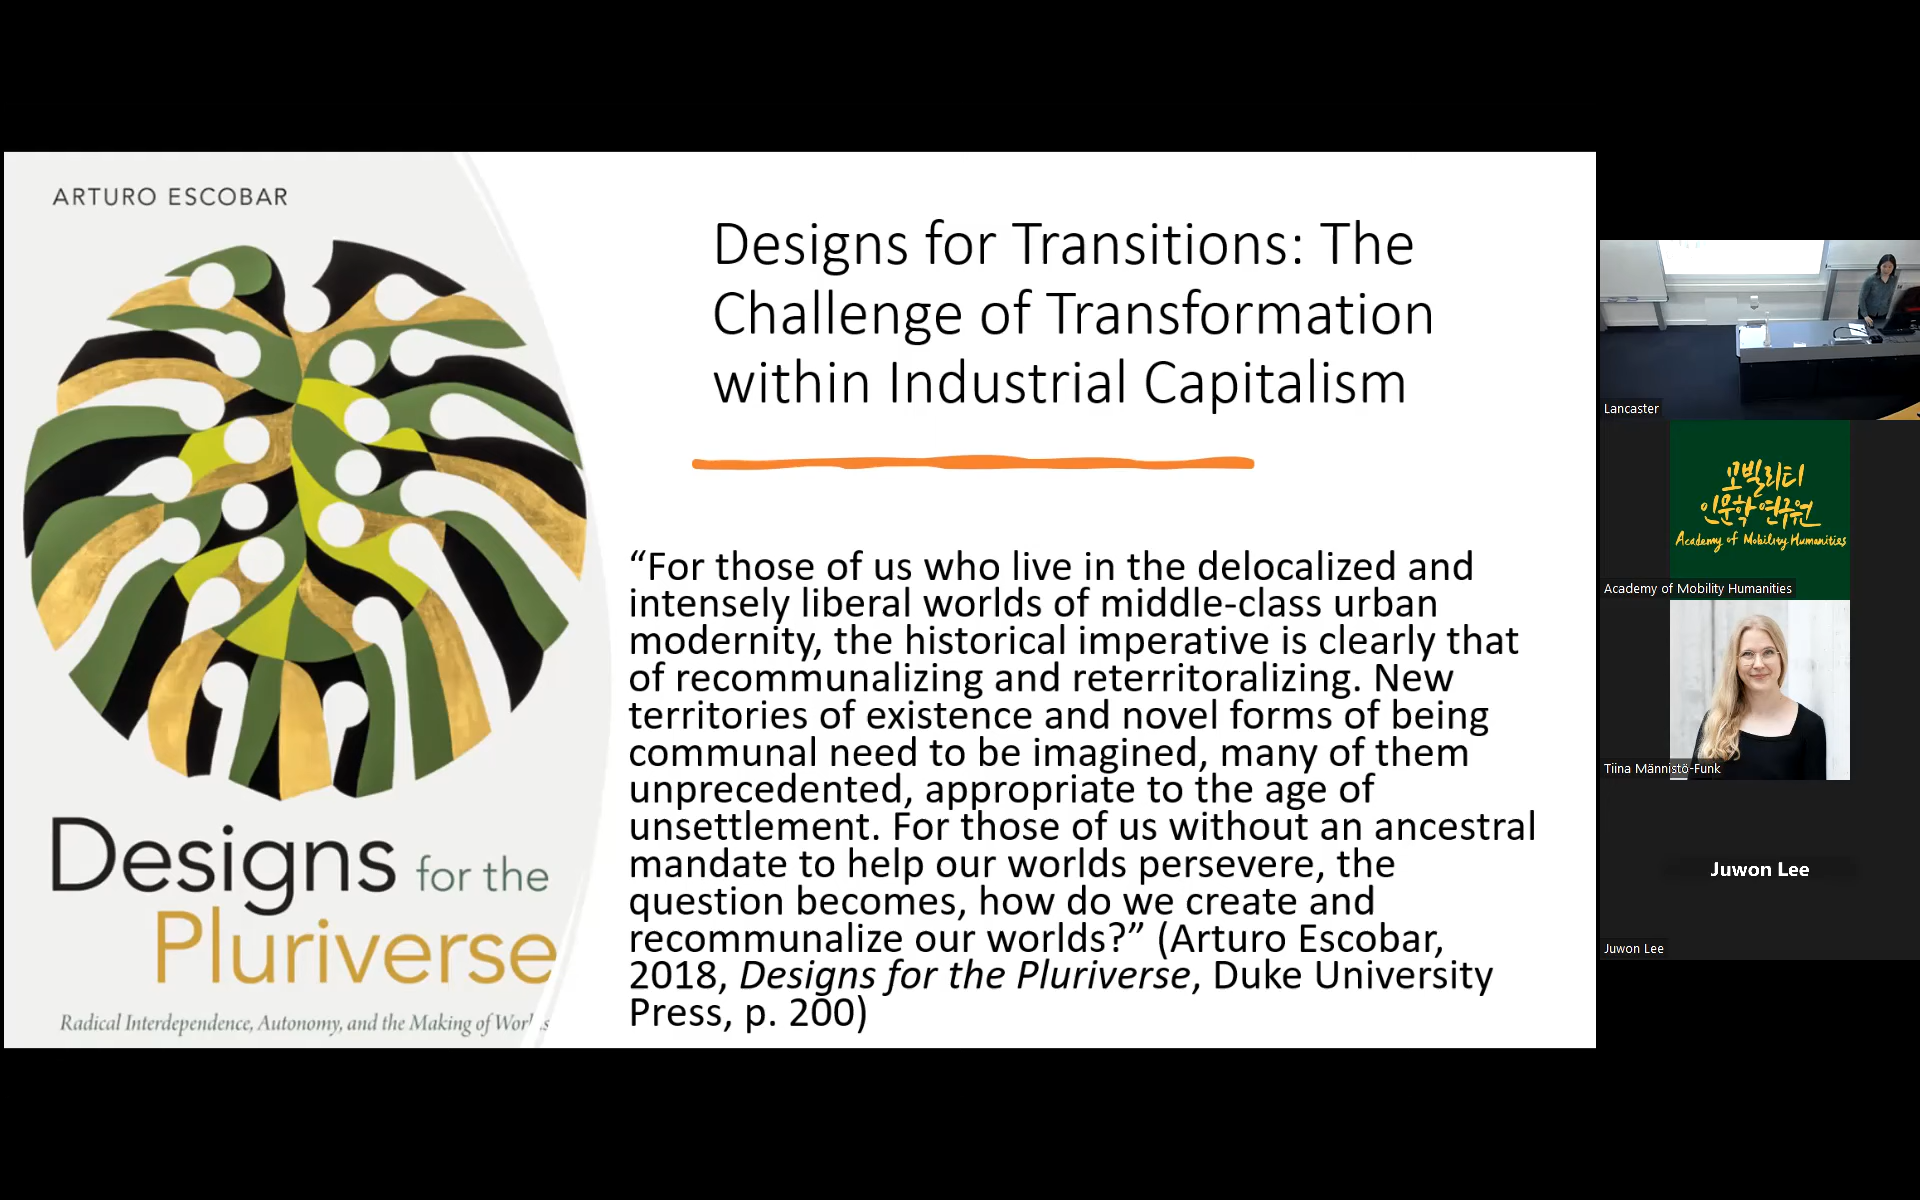 ARTURO ESCOBAR
Designs for the
Pluriverse
Radical Interdependence, Autonomy, and the Making of
Designs for Transitions: The
Challenge of Transformation
within Industrial Capitalism
“For those of us who live in the delocalized and
intensely liberal worlds of middle-class urban
modernity, the historical imperative is clearly that
of recommunalizing and reterritoralizing. New
territories of existence and novel forms of being
communal need to be imagined, many of them
unprecedented, appropriate to the age of
unsettlement. For those of us without an ancestral
mandate to help our worlds persevere, the
question becomes, how do we create and
recommunalize our worlds?” (Arturo Escobar,
2018, Designs for the Pluriverse, Duke University
Press, p. 200)
Lancaster
모빌리티
인문학 연구원
Academy of Mobility Humanities
Academy of Mobility Humanities
Tiina Männistö-Funk
Juwon Lee
Juwon Lee